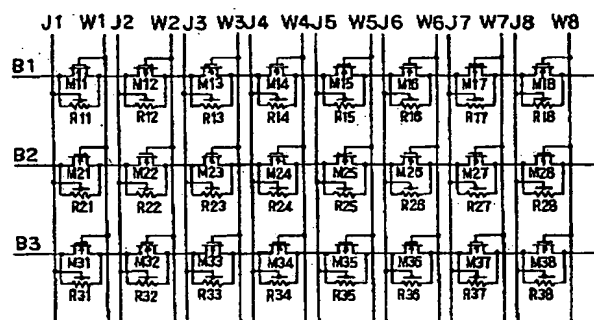 J1 W1 J2 W2 J3 W3 J4 W4 J5 W5 J6 W6 J7 W7 J8 W8
B1
M11 M12 M13 M14 M15 M16 M17 M18
R11 R12 R13 R14 R15 R16 R17 R18
B2
M21 M22 M23 M24 M25 M26 M27 M28
R21 R22 R23 R24 R25 R26 R27 R28
B3
M31 M32 M33 M34 M35 M36 M37 M38
R31 R32 R33 R34 R35 R36 R37 R38